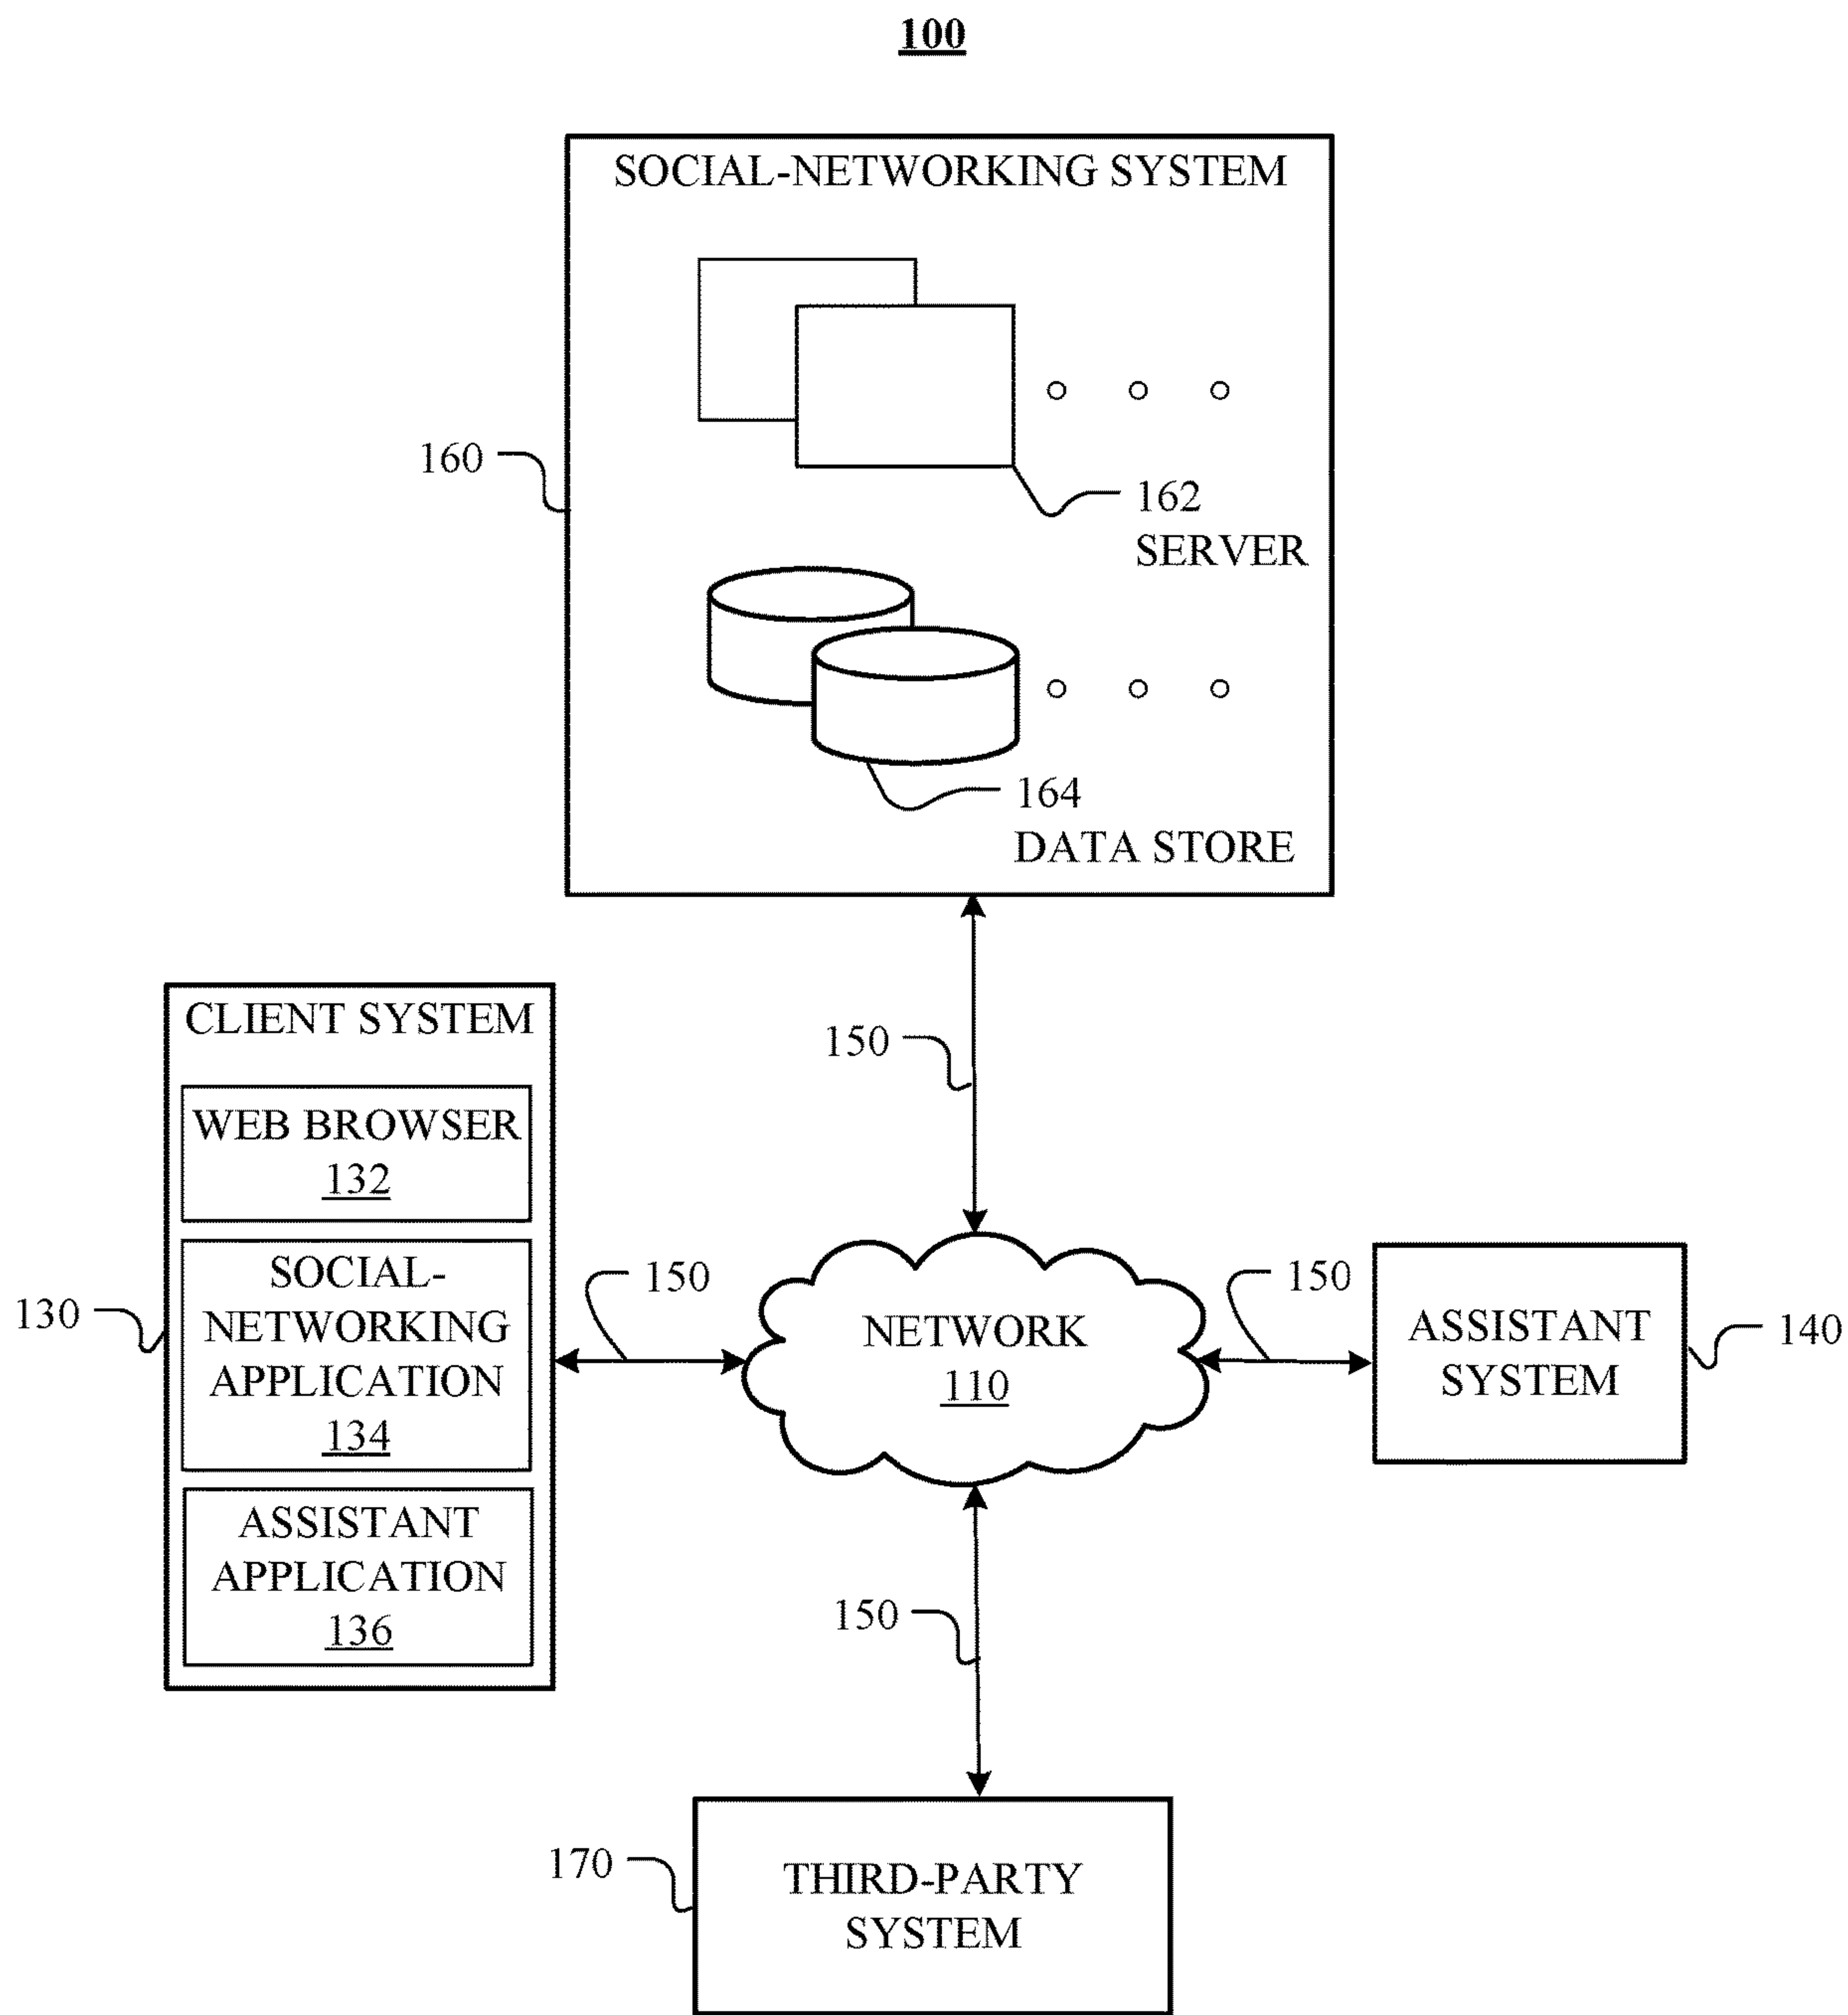 100
SOCIAL-NETWORKING SYSTEM
160
162
SERVER
164
DATA STORE
150
CLIENT SYSTEM
WEB BROWSER
132
SOCIAL-
NETWORKING
APPLICATION
134
ASSISTANT
APPLICATION
136
130
150
NETWORK
110
150
ASSISTANT
SYSTEM
140
150
170
THIRD-PARTY
SYSTEM